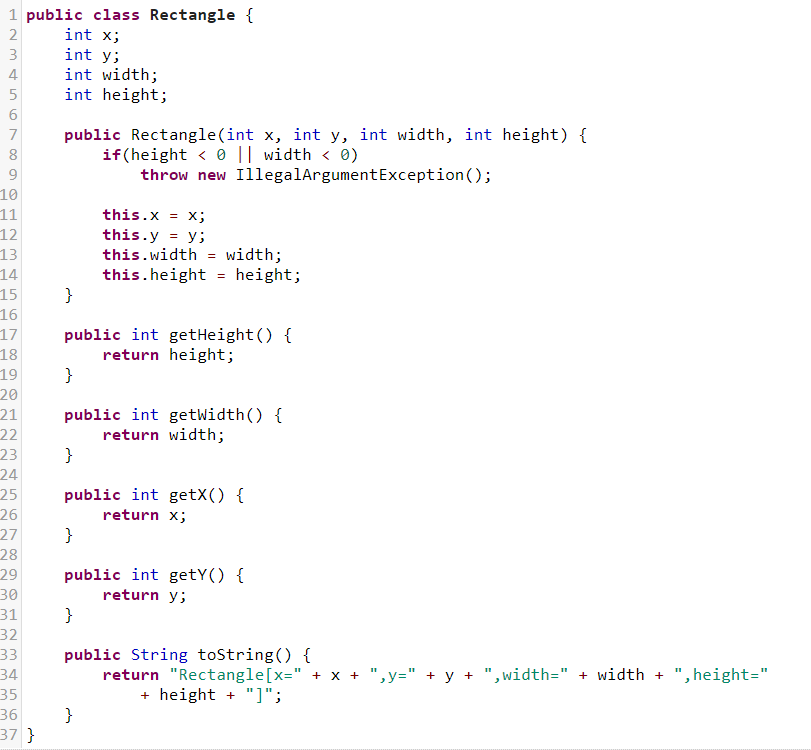 1 public class Rectangle {
2     int x;
3     int y;
4     int width;
5     int height;
6
7     public Rectangle(int x, int y, int width, int height) {
8         if(height < 0 || width < 0)
9             throw new IllegalArgumentException();
10
11         this.x = x;
12         this.y = y;
13         this.width = width;
14         this.height = height;
15     }
16
17     public int getHeight() {
18         return height;
19     }
20
21     public int getWidth() {
22         return width;
23     }
24
25     public int getX() {
26         return x;
27     }
28
29     public int getY() {
30         return y;
31     }
32
33     public String toString() {
34         return "Rectangle[x=" + x + ",y=" + y + ",width=" + width + ",height="
35             + height + "]";
36     }
37 }